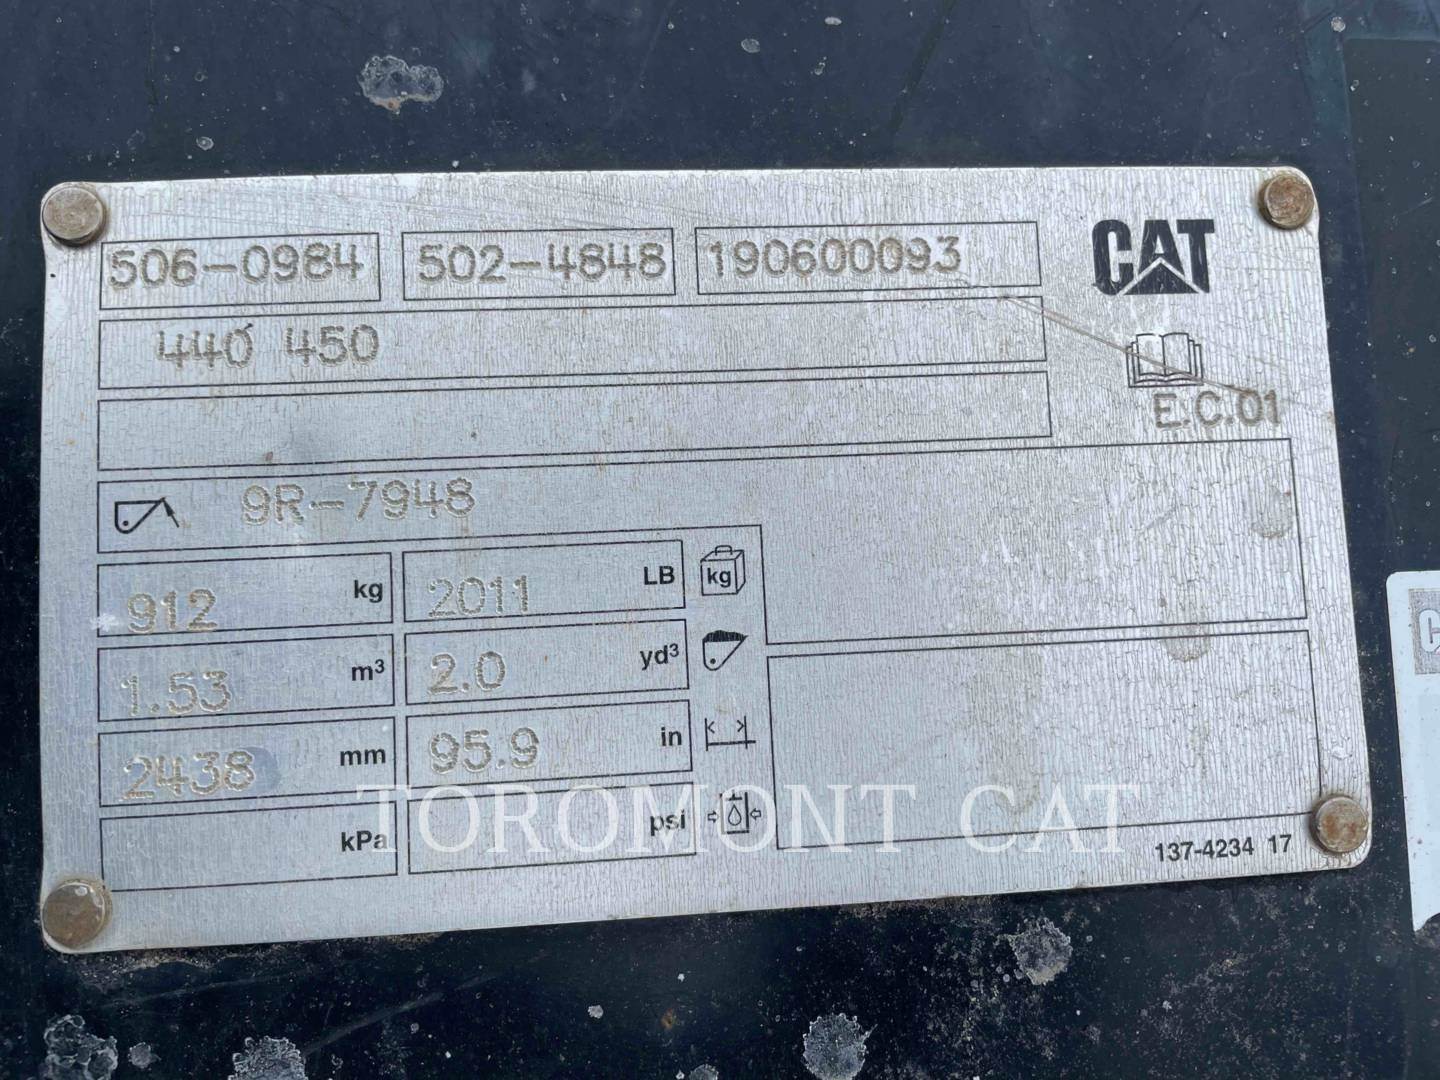 506-0984 502-4848 190600093 CAT
440 450
E.C.01
9R-7948
912 kg 2011 LB kg
1.53 m³ 2.0 yd³
2438 mm 95.9 in
kPa psi
TOROMONT CAT
137-4234 17